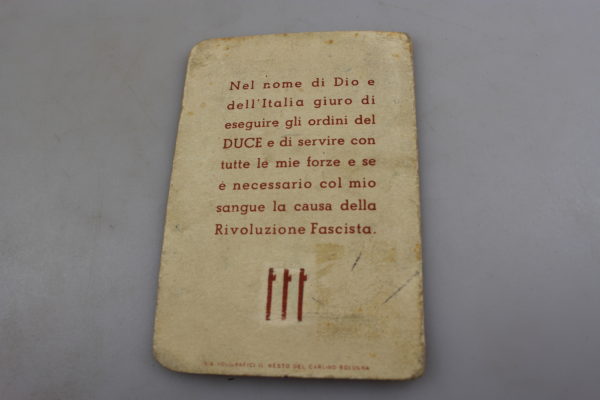 Nel nome di Dio e
dell'Italia giuro di
eseguire gli ordini del
DUCE e di servire con
tutte le mie forze e se
è necessario col mio
sangue la causa della
Rivoluzione Fascista.
IL RESTO DEL CARLINO BOLOGNA